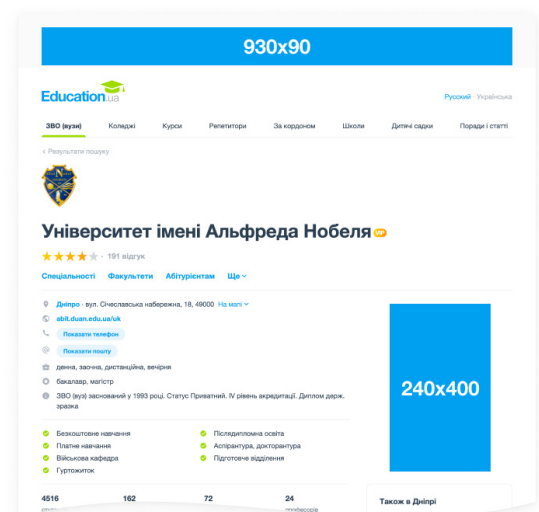 930x90
Education.ua
Русский · Українська
ЗВО (вузи) Коледжі Курси Репетитори За кордоном Школи Дитячі садки Поради і статті
‹ Результати пошуку
N
Університет імені Альфреда Нобеля VIP
· 191 відгук
Спеціальності Факультети Абітурієнтам Ще
Дніпро · вул. Січеславська набережна, 18, 49000 На мапі
abit.duan.edu.ua/uk
Показати телефон
Показати пошту
денна, заочна, дистанційна, вечірня
бакалавр, магістр
ЗВО (вуз) заснований у 1993 році. Статус Приватний. IV рівень акредитації. Диплом держ.
зразка
240x400
Безкоштовне навчання Післядипломна освіта
Платне навчання Аспірантура, докторантура
Військова кафедра Підготовче відділення
Гуртожиток
4516 162 72 24
професорів
Також в Дніпрі